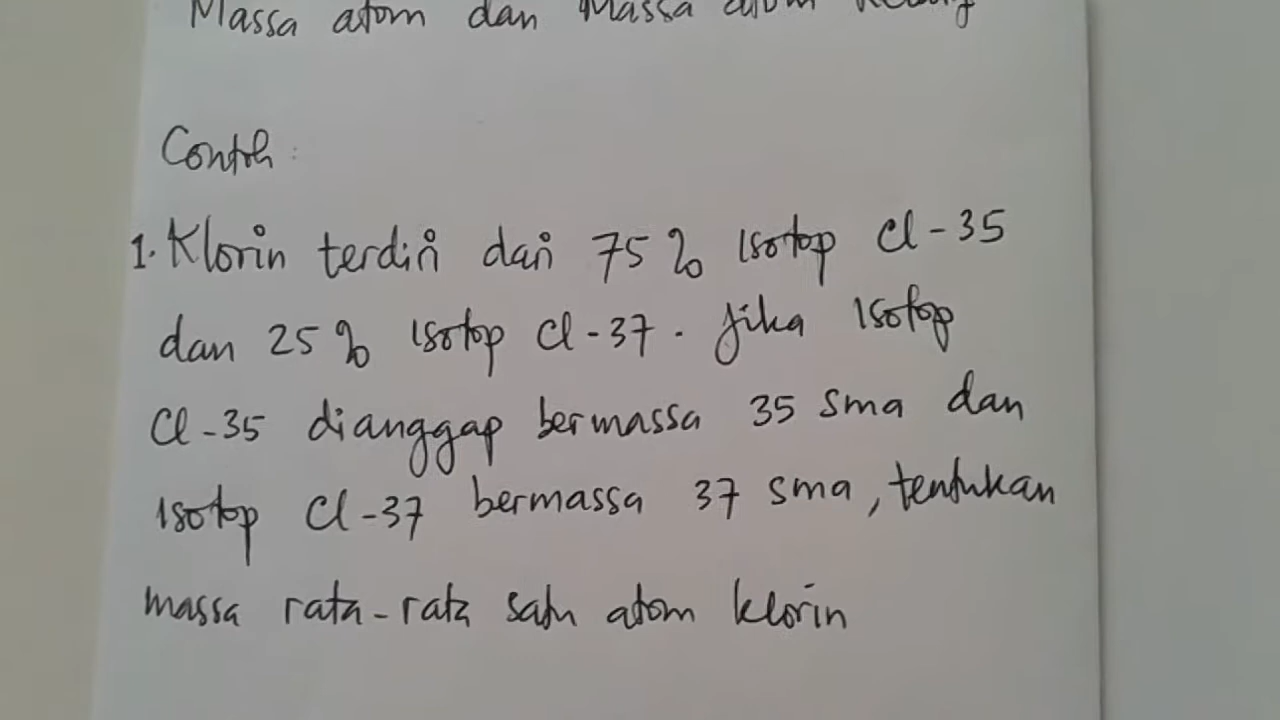 Massa atom dan Massa atom
Contoh :
1. Klorin terdiri dari 75 % isotop Cl - 35
dan 25 % isotop Cl - 37 . Jika isotop
Cl - 35 dianggap bermassa 35 sma dan
isotop Cl - 37 bermassa 37 sma , tentukan
massa rata - rata satu atom klorin